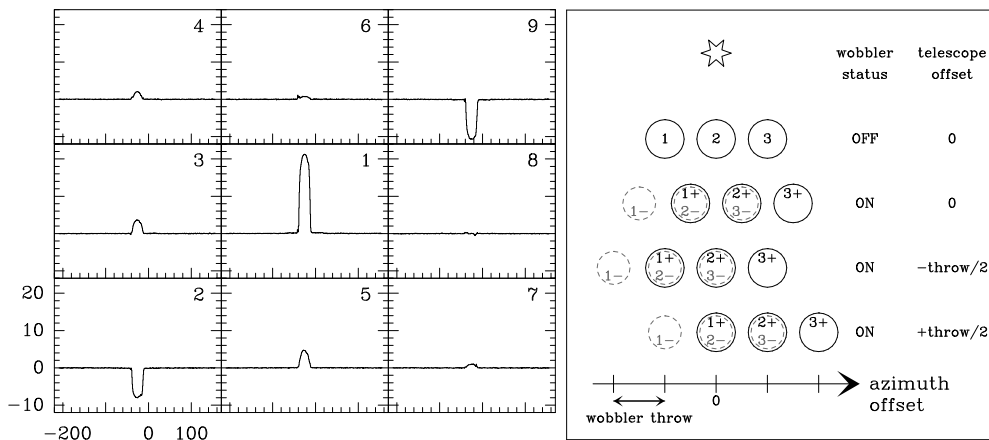 4 6 9
3 1 8
2 5 7
20
10
0
−10
−200 0 100
wobbler status
telescope offset
1 2 3 OFF 0
1− 1+ 2− 2+ 3− 3+ ON 0
1− 1+ 2− 2+ 3− 3+ ON −throw/2
1− 1+ 2− 2+ 3− 3+ ON +throw/2
0
azimuth offset
wobbler throw